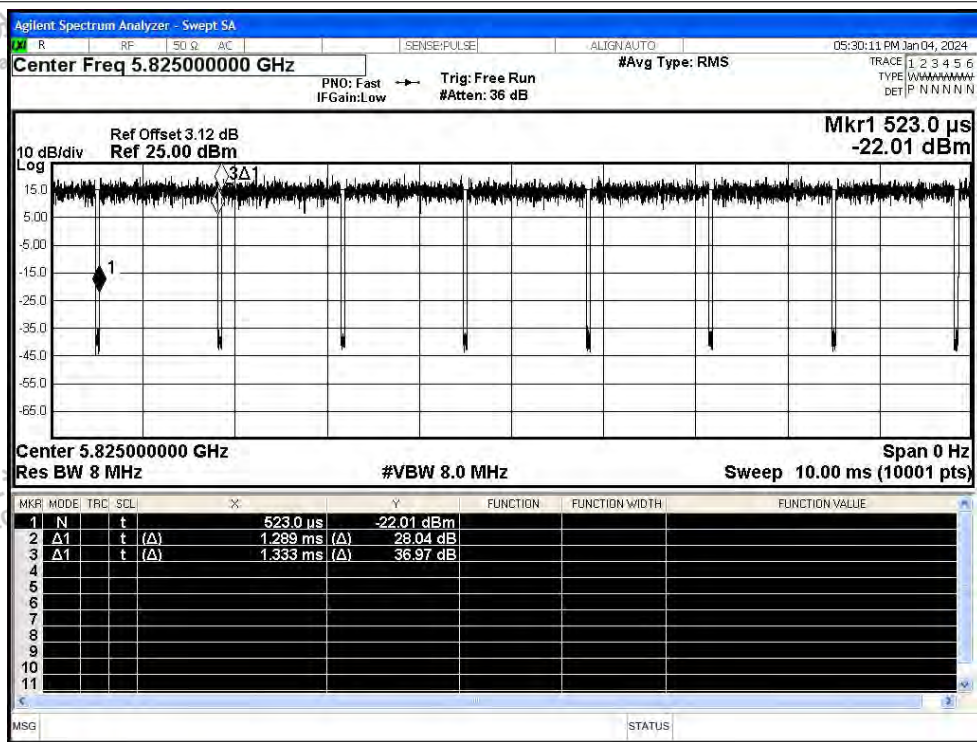 Agilent Spectrum Analyzer - Swept SA
R RF 50 Ω AC SENSE:PULSE ALIGN AUTO 05:30:11 PM Jan 04, 2024
Center Freq 5.825000000 GHz #Avg Type: RMS TRACE 1 2 3 4 5 6
PNO: Fast Trig: Free Run TYPE WWWWWW
IFGain:Low #Atten: 36 dB DET P N N N N N
Mkr1 523.0 µs
Ref Offset 3.12 dB
10 dB/div Ref 25.00 dBm -22.01 dBm
Log
3Δ1
15.0
5.00
-5.00
-15.0 1
-25.0
-35.0
-45.0
-55.0
-65.0
Center 5.825000000 GHz Span 0 Hz
Res BW 8 MHz #VBW 8.0 MHz Sweep 10.00 ms (10001 pts)
MKR MODE TRC SCL X Y FUNCTION FUNCTION WIDTH FUNCTION VALUE
1 N t 523.0 µs -22.01 dBm
2 Δ1 t (Δ) 1.289 ms (Δ) 28.04 dB
3 Δ1 t (Δ) 1.333 ms (Δ) 36.97 dB
4
5
6
7
8
9
10
11
MSG STATUS